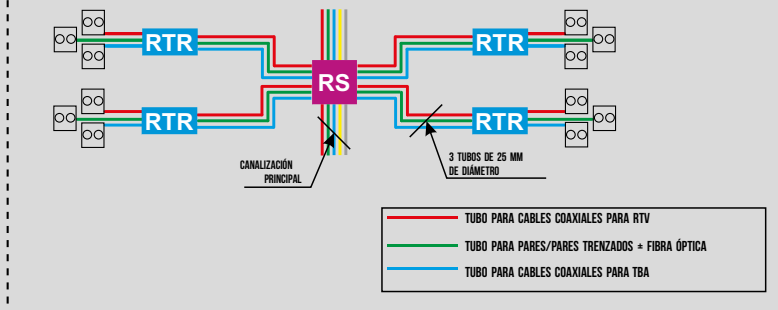 RTR
RTR
RS
RTR
RTR
CANALIZACIÓN
PRINCIPAL
3 TUBOS DE 25 MM
DE DIÁMETRO
TUBO PARA CABLES COAXIALES PARA RTV
TUBO PARA PARES/PARES TRENZADOS ± FIBRA ÓPTICA
TUBO PARA CABLES COAXIALES PARA TBA